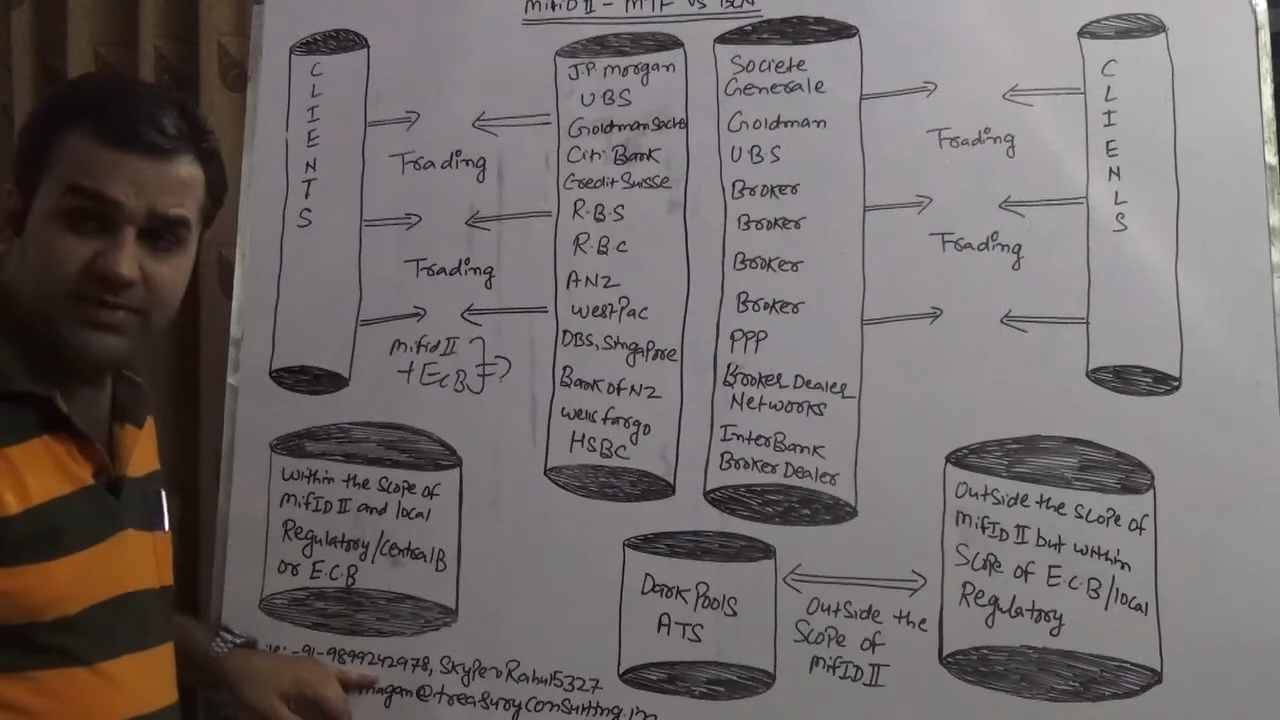 MifiD II - MTF VS BCN
CLIENTS
Trading
Trading
MifidII
+ECB}=?
J.P. morgan
UBS
Goldman Sachs
Citi Bank
Credit Suisse
R.B.S
R.B.C
ANZ
WestPac
DBS, Singapore
Bank of NZ
Wells fargo
HSBC
Societe
Generale
Goldman
UBS
Broker
Broker
Broker
Broker
PPP
Broker Dealer
Networks
InterBank
Broker Dealer
Trading
Trading
CLIENLS
Within the Scope of
MifID II and local
Regulatory/CentralB
or E.C.B
Dark Pools
ATS
Outside the
Scope of
MifID II
Outside the Scope of
MifID II but within
Scope of E.C.B/local
Regulatory
-91-9899242978, Skype Rahul5327
magan@treasuryconsulting.in